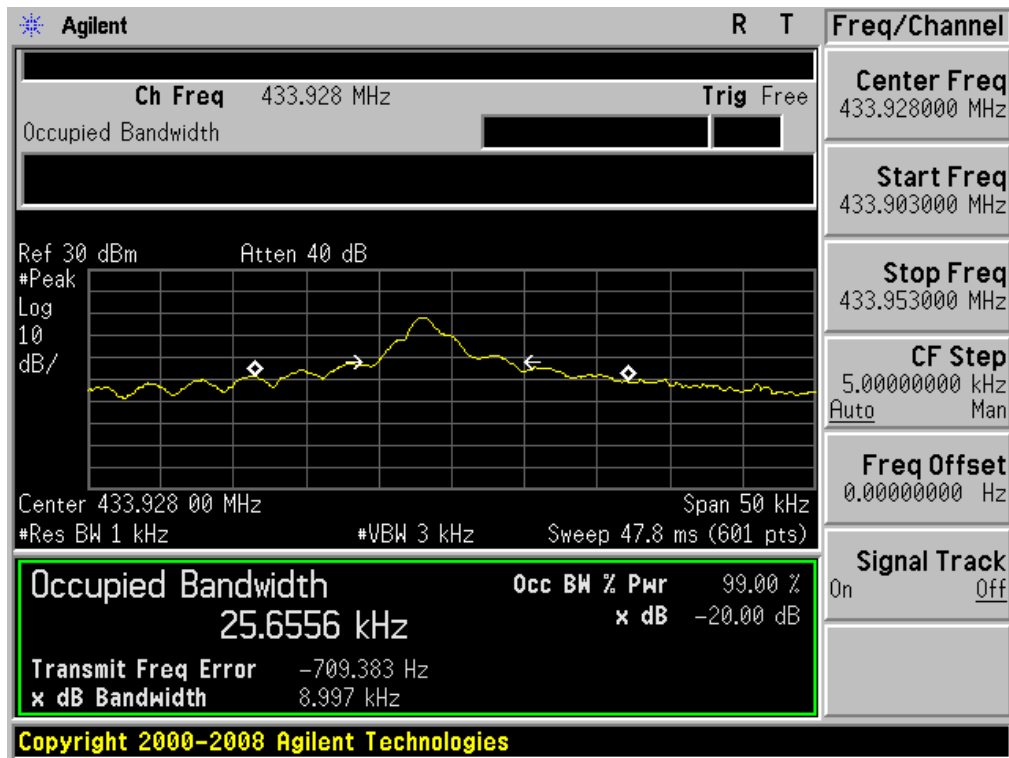 Agilent R T
Freq/Channel
Ch Freq 433.928 MHz Trig Free
Occupied Bandwidth
Center Freq
433.928000 MHz
Start Freq
433.903000 MHz
Stop Freq
433.953000 MHz
CF Step
5.00000000 kHz
Auto Man
Freq Offset
0.00000000 Hz
Signal Track
On Off
Ref 30 dBm Atten 40 dB
#Peak
Log
10
dB/
Center 433.928 00 MHz Span 50 kHz
#Res BW 1 kHz #VBW 3 kHz Sweep 47.8 ms (601 pts)
Occupied Bandwidth
25.6556 kHz
Occ BW % Pwr 99.00 %
x dB -20.00 dB
Transmit Freq Error -709.383 Hz
x dB Bandwidth 8.997 kHz
Copyright 2000-2008 Agilent Technologies